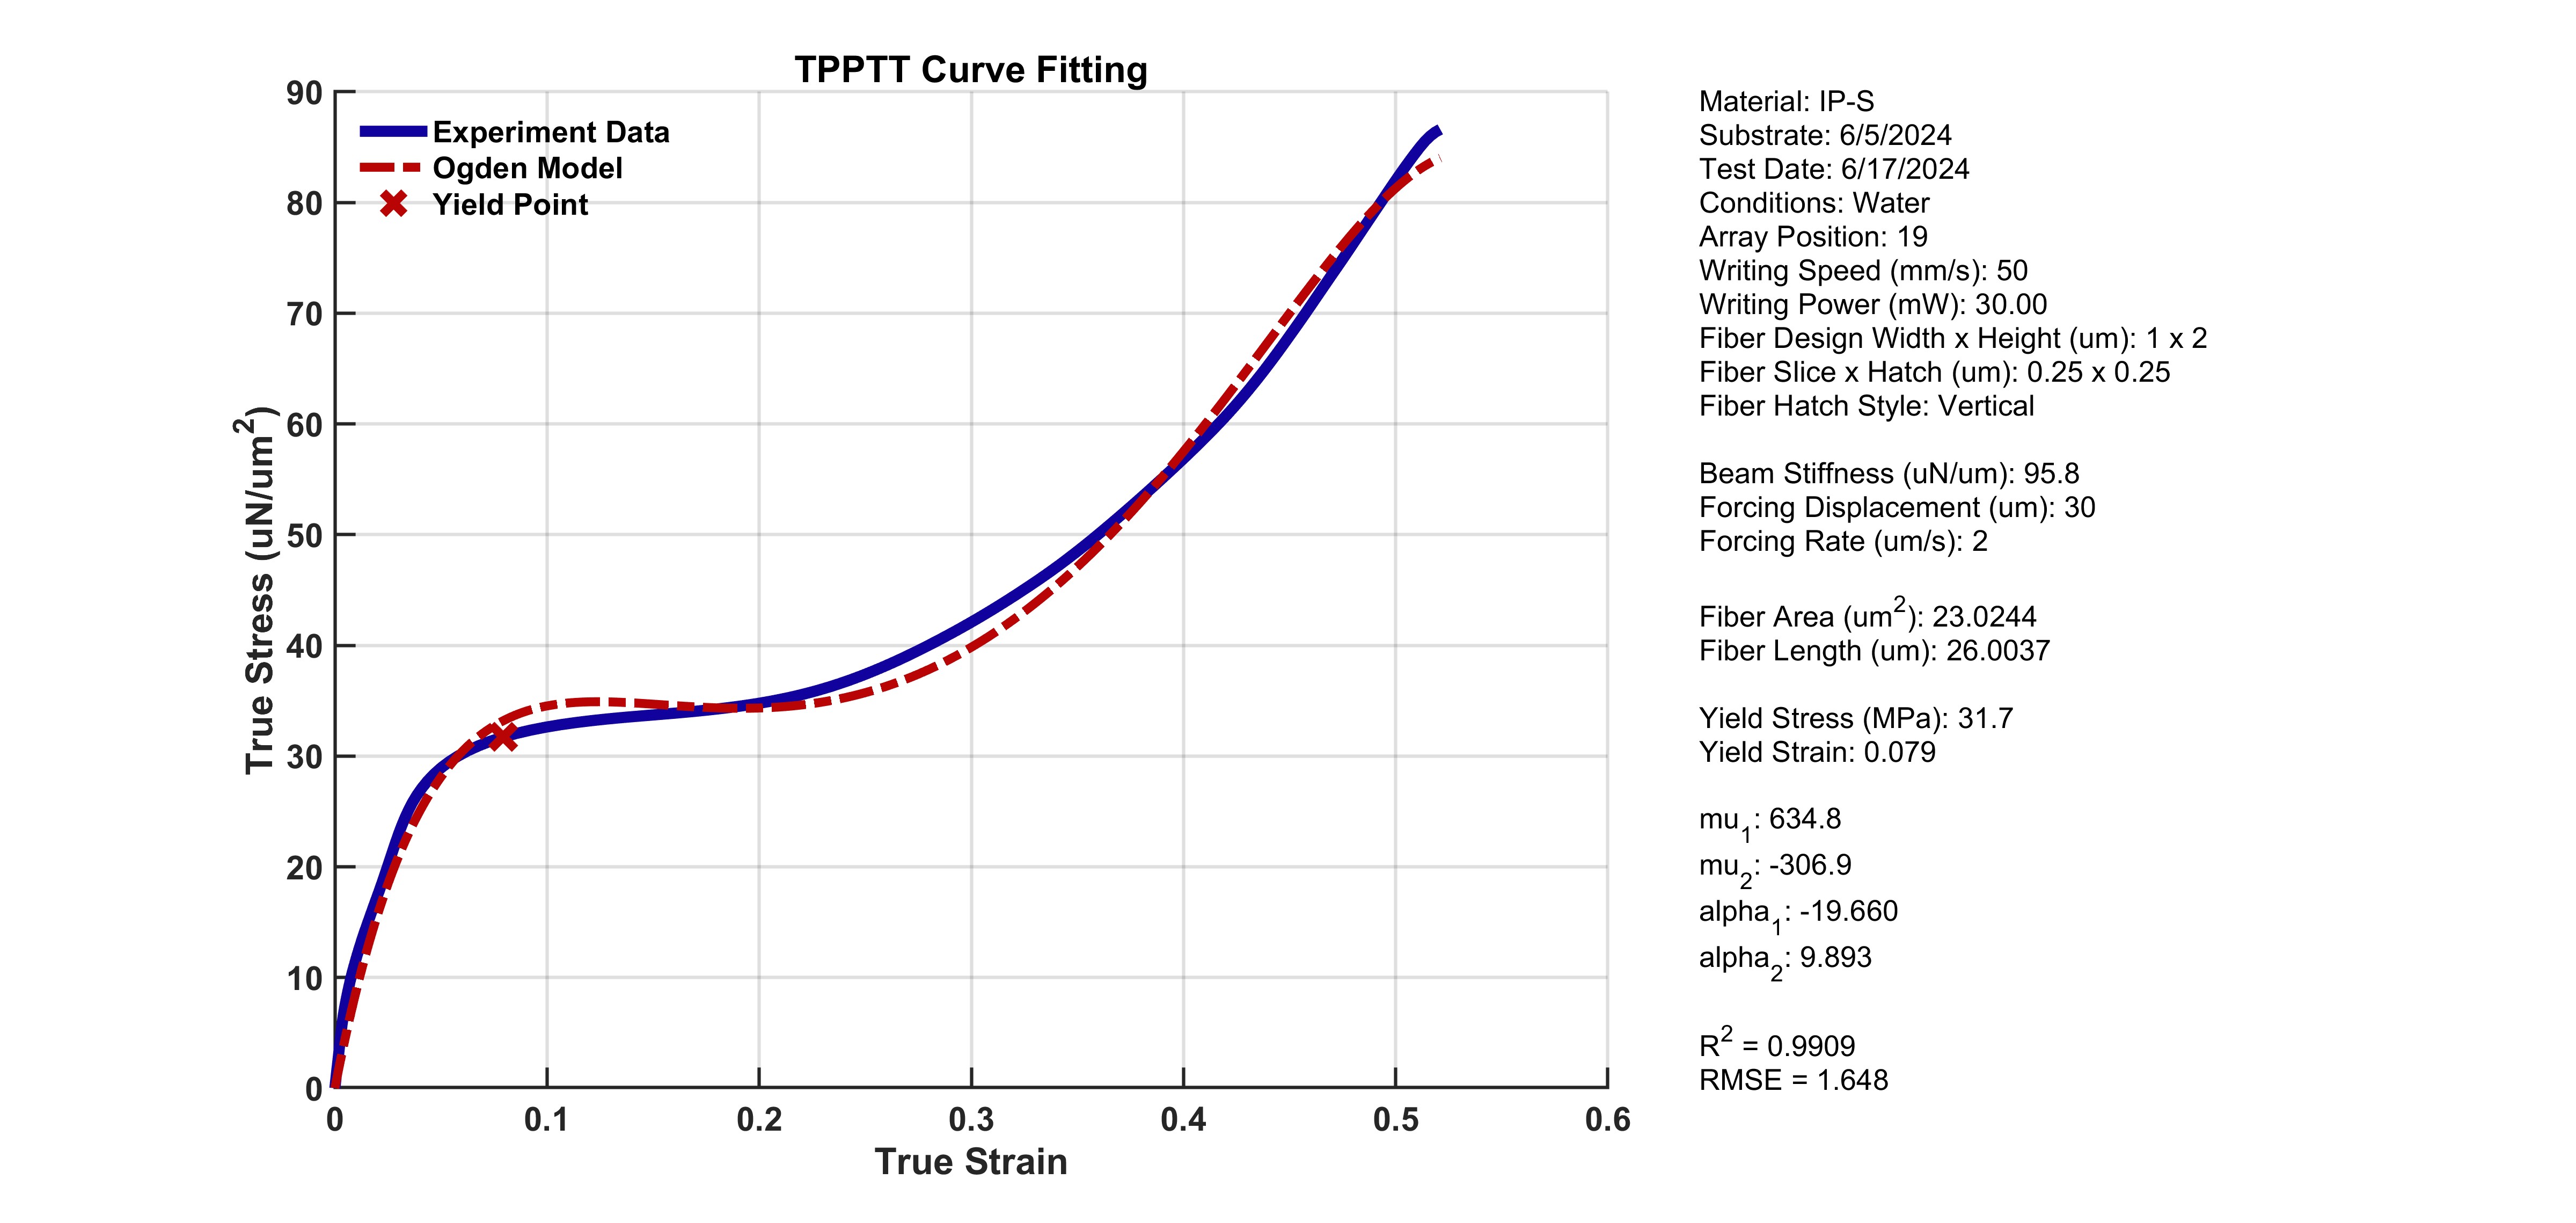 TPPTT Curve Fitting
90
80
70
60
50
40
30
20
10
0
0 0.1 0.2 0.3 0.4 0.5 0.6
True Stress (uN/um²)
True Strain
Experiment Data
Ogden Model
Yield Point
Material: IP-S
Substrate: 6/5/2024
Test Date: 6/17/2024
Conditions: Water
Array Position: 19
Writing Speed (mm/s): 50
Writing Power (mW): 30.00
Fiber Design Width x Height (um): 1 x 2
Fiber Slice x Hatch (um): 0.25 x 0.25
Fiber Hatch Style: Vertical
Beam Stiffness (uN/um): 95.8
Forcing Displacement (um): 30
Forcing Rate (um/s): 2
Fiber Area (um²): 23.0244
Fiber Length (um): 26.0037
Yield Stress (MPa): 31.7
Yield Strain: 0.079
mu₁: 634.8
mu₂: -306.9
alpha₁: -19.660
alpha₂: 9.893
R² = 0.9909
RMSE = 1.648